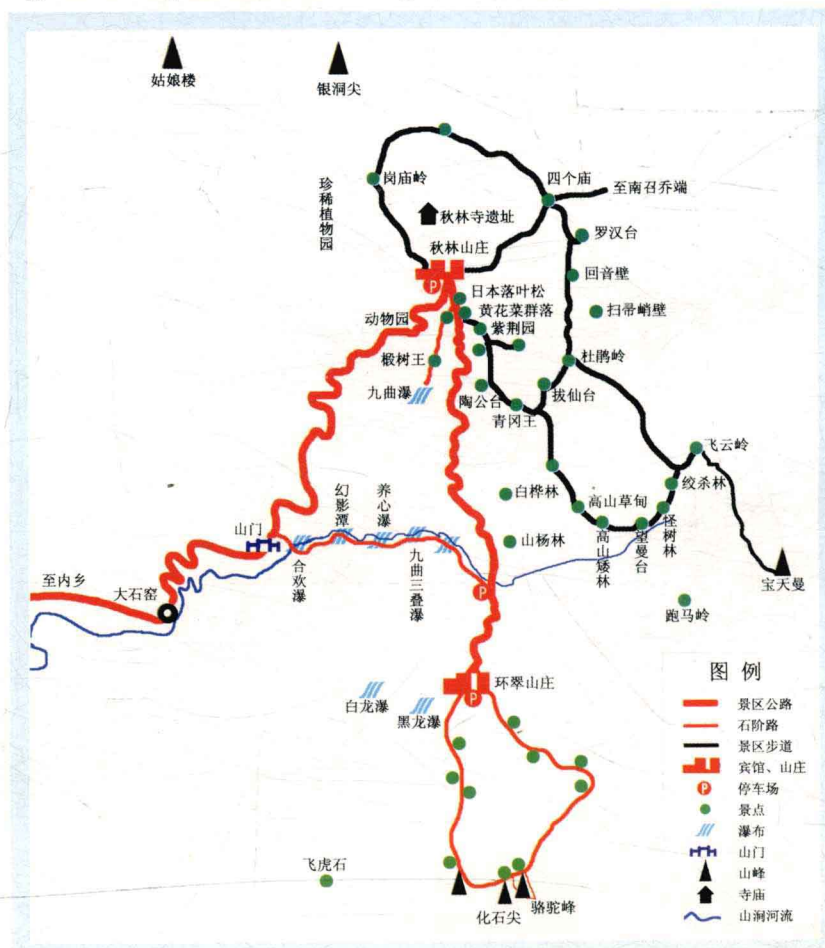 姑娘楼
银洞尖
四个庙
至南召乔端
岗庙岭
珍稀植物园
秋林寺遗址
罗汉台
秋林山庄
回音壁
P
日本落叶松
扫帚峭壁
黄花菜群落
动物园
紫荆园
椴树王
杜鹃岭
九曲瀑
陶公台
拔仙台
青冈王
飞云岭
绞杀林
白桦林
高山草甸
幻影潭
养心瀑
山门
山杨林
怪树林
望曼台
高山矮林
合欢瀑
九曲三叠瀑
至内乡
大石窑
P
宝天曼
跑马岭
环翠山庄
P
白龙瀑
黑龙瀑
飞虎石
化石尖
骆驼峰
图例
景区公路
石阶路
景区步道
宾馆、山庄
P
停车场
景点
瀑布
山门
山峰
寺庙
山涧河流